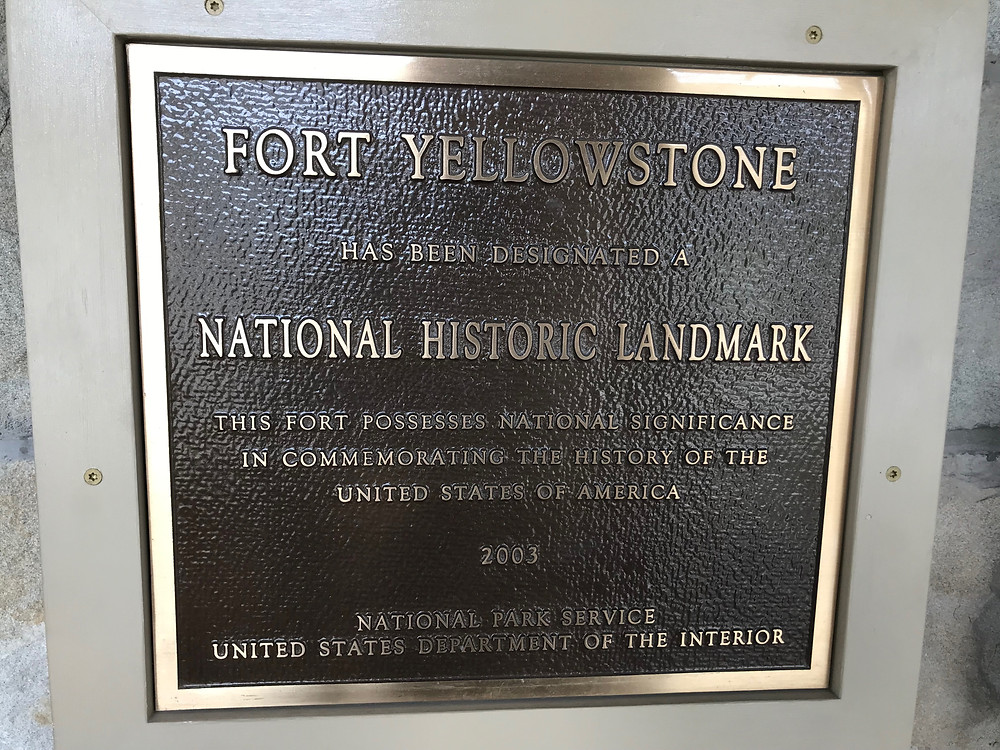 FORT YELLOWSTONE
HAS BEEN DESIGNATED A
NATIONAL HISTORIC LANDMARK
THIS FORT POSSESSES NATIONAL SIGNIFICANCE
IN COMMEMORATING THE HISTORY OF THE
UNITED STATES OF AMERICA
2003
NATIONAL PARK SERVICE
UNITED STATES DEPARTMENT OF THE INTERIOR